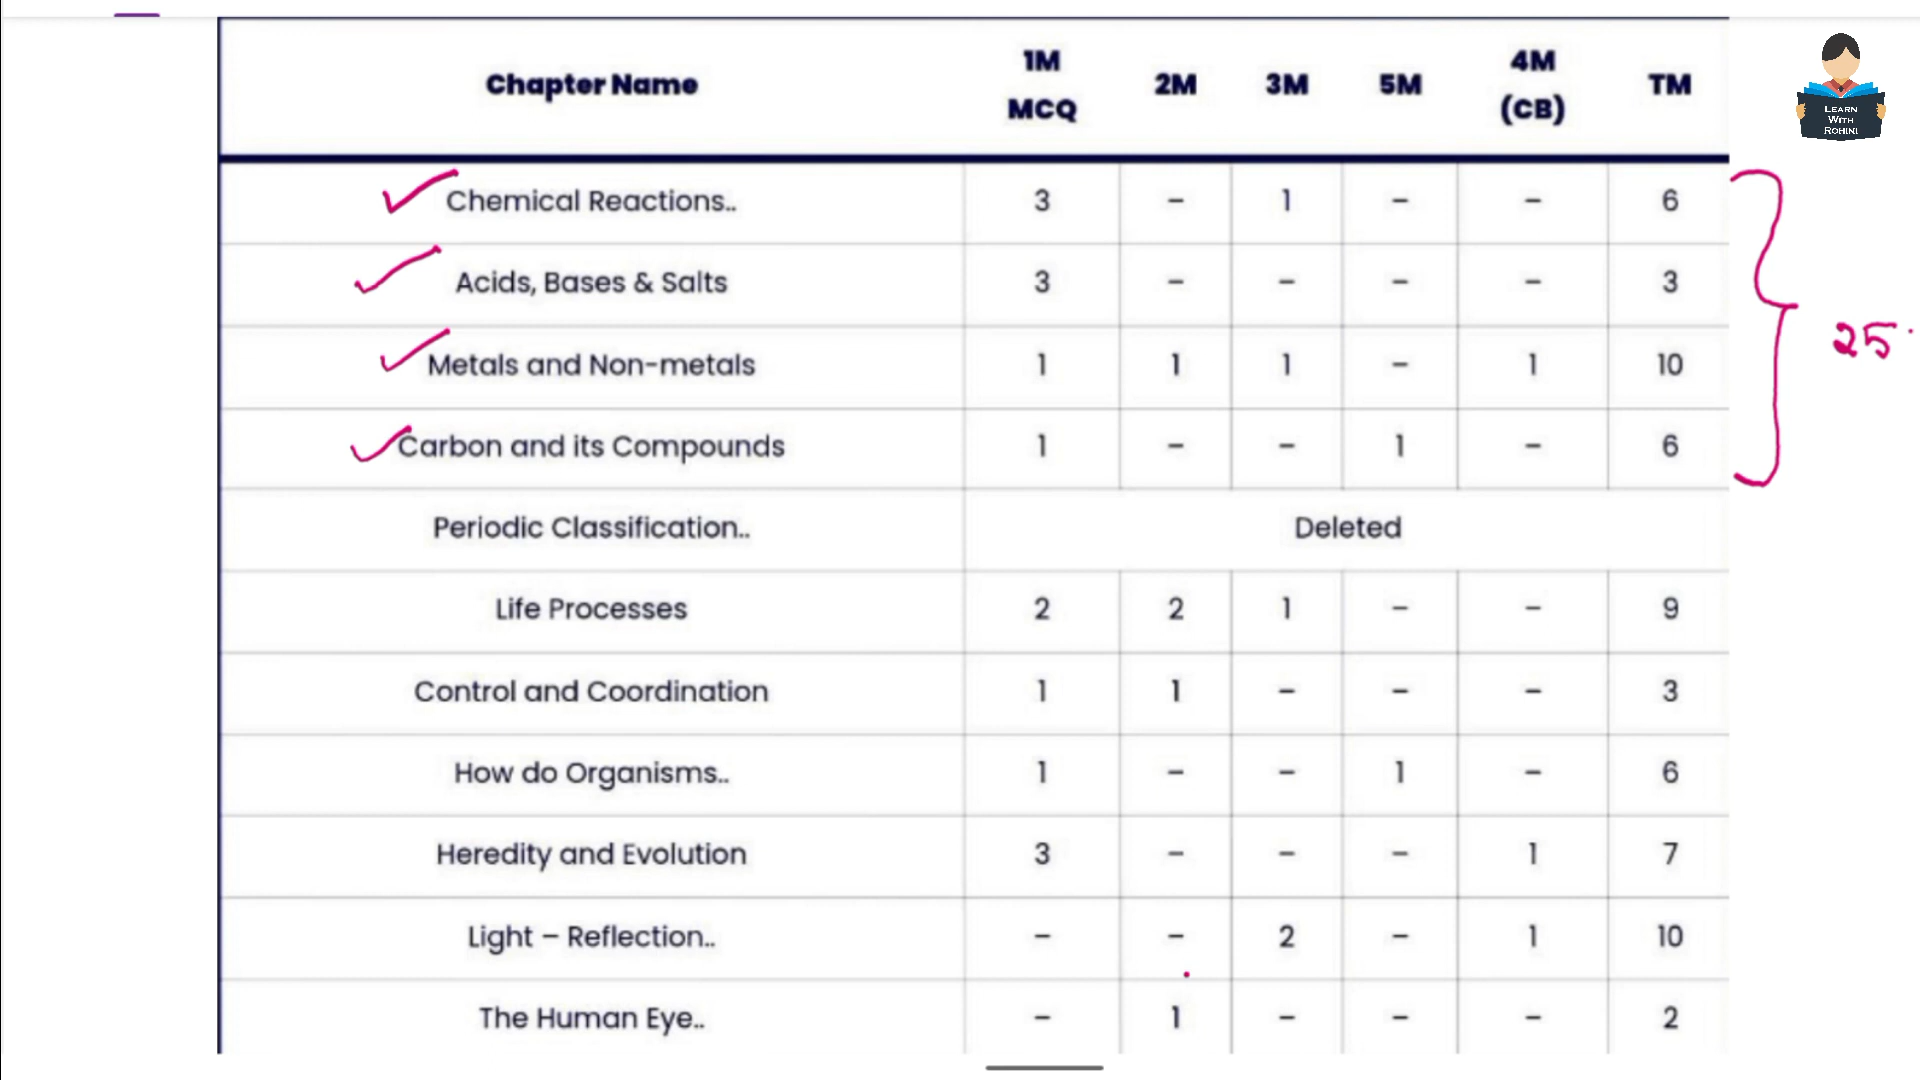 Chapter Name 1M MCQ 2M 3M 5M 4M (CB) TM
LEARN
WITH
ROHINI
Chemical Reactions.. 3 – 1 – – 6
Acids, Bases & Salts 3 – – – – 3
Metals and Non-metals 1 1 1 – 1 10
25
Carbon and its Compounds 1 – – 1 – 6
Periodic Classification.. Deleted
Life Processes 2 2 1 – – 9
Control and Coordination 1 1 – – – 3
How do Organisms.. 1 – – 1 – 6
Heredity and Evolution 3 – – – 1 7
Light – Reflection.. – – 2 – 1 10
The Human Eye.. – 1 – – – 2